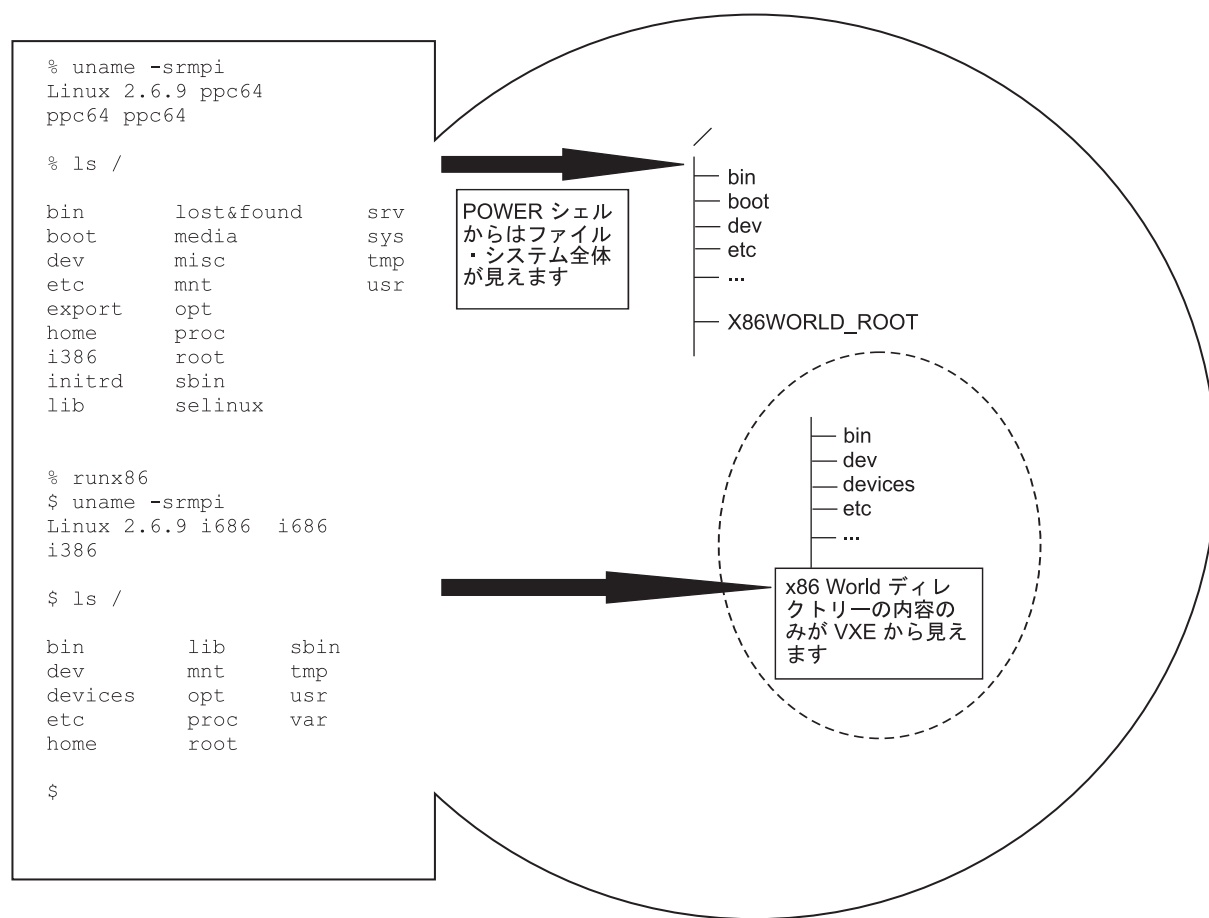 % uname -srmpi
Linux 2.6.9 ppc64
ppc64 ppc64
% ls /
bin lost&found srv
boot media sys
dev misc tmp
etc mnt usr
export opt
home proc
i386 root
initrd sbin
lib selinux
% runx86
$ uname -srmpi
Linux 2.6.9 i686 i686
i386
$ ls /
bin lib sbin
dev mnt tmp
devices opt usr
etc proc var
home root
$
POWER シェル
からはファイル
・システム全体
が見えます
/
bin
boot
dev
etc
...
X86WORLD_ROOT
bin
dev
devices
etc
...
x86 World ディレ
クトリーの内容の
みが VXE から見え
ます